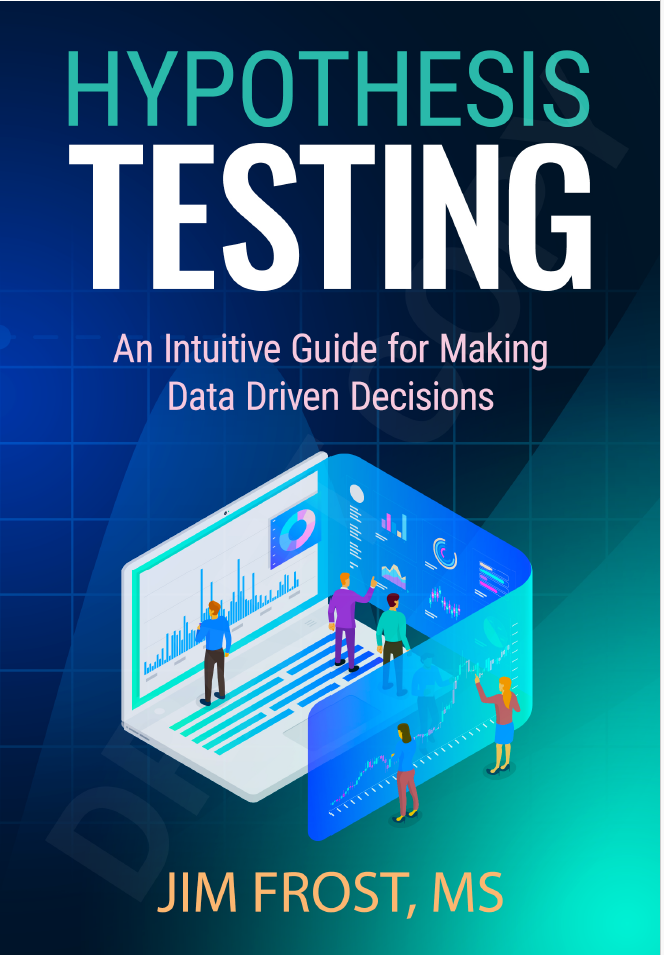 HYPOTHESIS
TESTING
An Intuitive Guide for Making
Data Driven Decisions
JIM FROST, MS